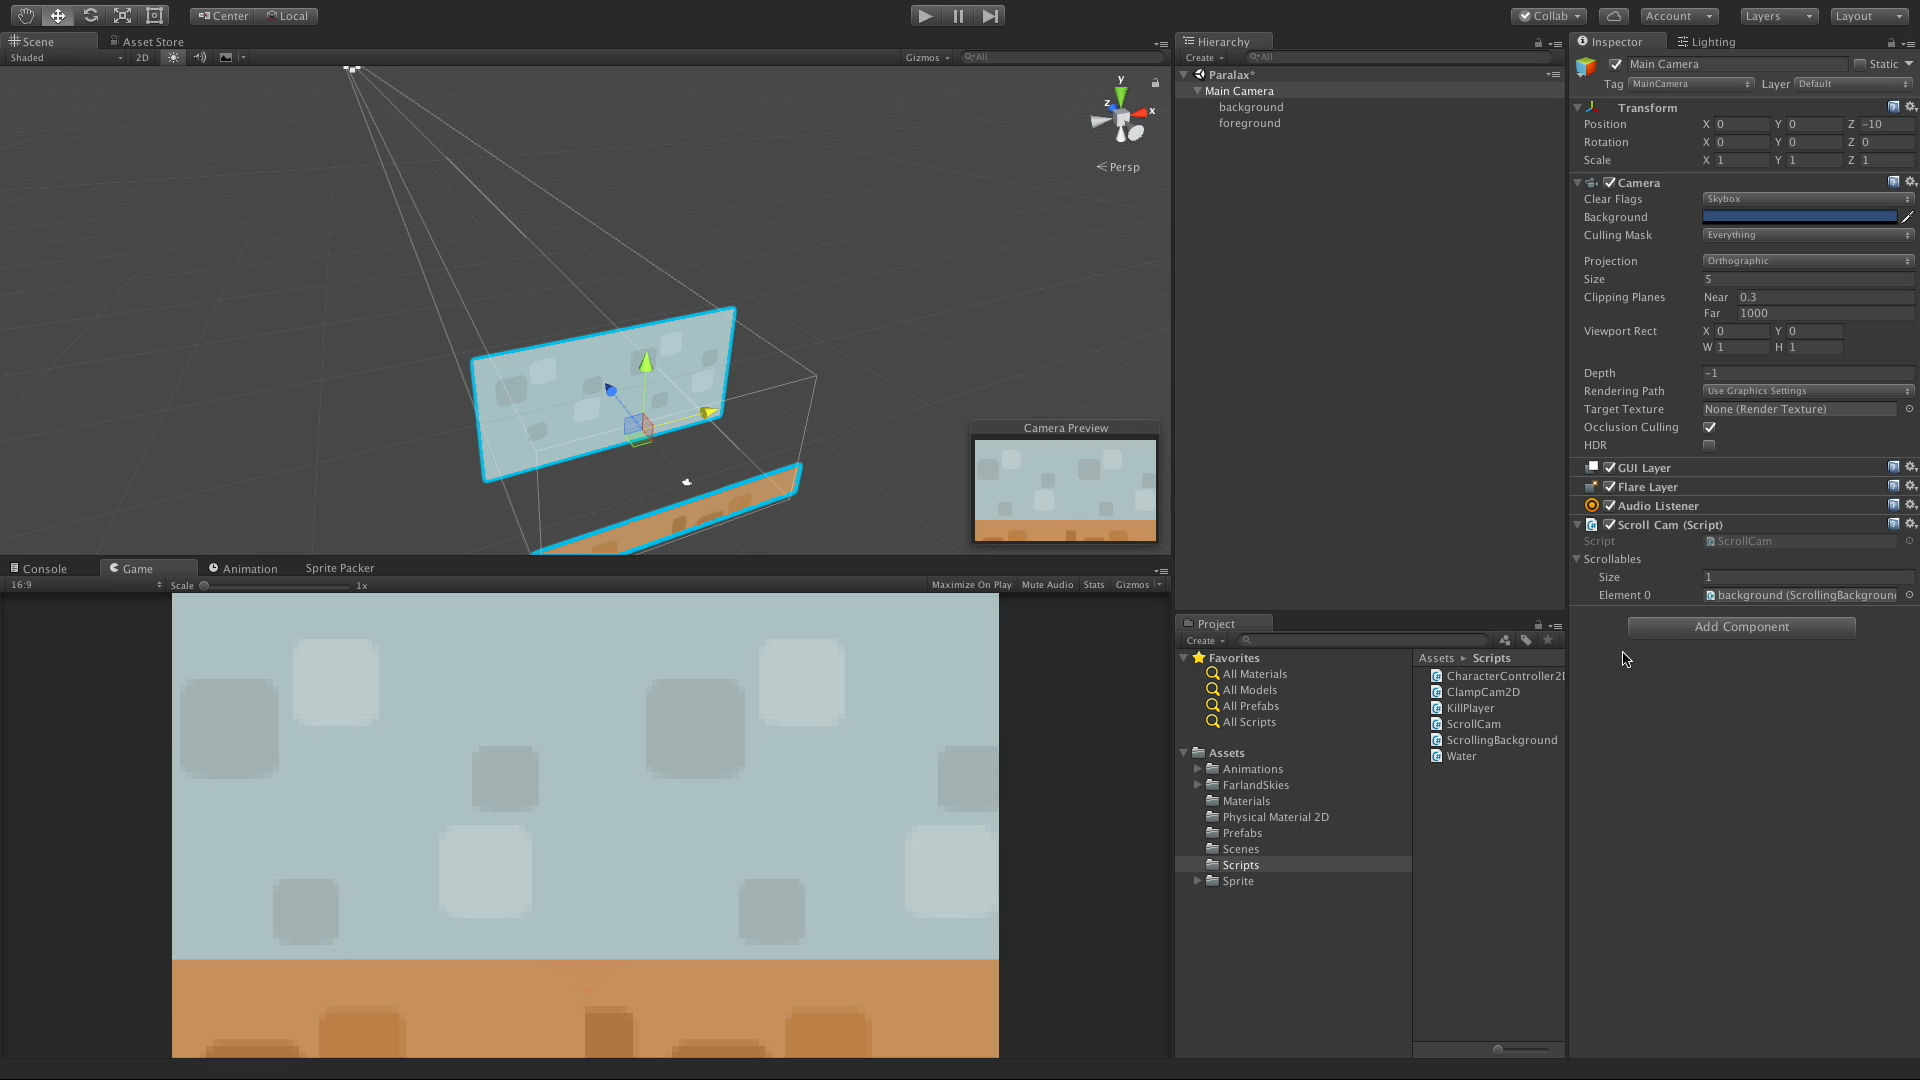 Center Local
Collab Account Layers Layout
Scene Asset Store
Shaded 2D Gizmos All
y
z x
Persp
Camera Preview
Console Game Animation Sprite Packer
16:9 Scale 1x Maximize On Play Mute Audio Stats Gizmos
Hierarchy
Create All
Paralax*
Main Camera
background
foreground
Project
Create
Favorites
All Materials
All Models
All Prefabs
All Scripts
Assets
Animations
FarlandSkies
Materials
Physical Material 2D
Prefabs
Scenes
Scripts
Sprite
Assets Scripts
CharacterController2D
ClampCam2D
KillPlayer
ScrollCam
ScrollingBackground
Water
Inspector Lighting
Main Camera Static
Tag MainCamera Layer Default
Transform
Position X 0 Y 0 Z -10
Rotation X 0 Y 0 Z 0
Scale X 1 Y 1 Z 1
Camera
Clear Flags Skybox
Background
Culling Mask Everything
Projection Orthographic
Size 5
Clipping Planes Near 0.3
Far 1000
Viewport Rect X 0 Y 0
W 1 H 1
Depth -1
Rendering Path Use Graphics Settings
Target Texture None (Render Texture)
Occlusion Culling
HDR
GUI Layer
Flare Layer
Audio Listener
Scroll Cam (Script)
Script ScrollCam
Scrollables
Size 1
Element 0 background (ScrollingBackgroun
Add Component